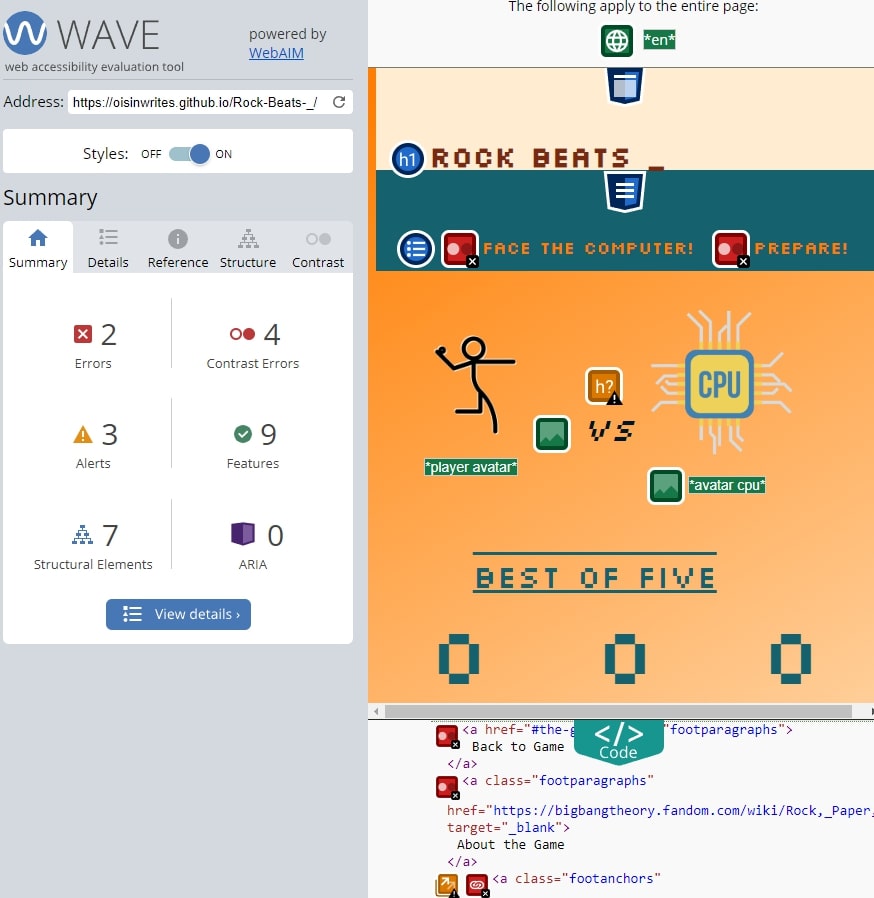 WAVE
powered by
WebAIM
web accessibility evaluation tool
Address: https://oisinwrites.github.io/Rock-Beats-_/
Styles: OFF ON
Summary
Summary Details Reference Structure Contrast
2
Errors
4
Contrast Errors
3
Alerts
9
Features
7
Structural Elements
0
ARIA
View details ›
The following apply to the entire page:
*en*
h1 ROCK BEATS _
FACE THE COMPUTER! PREPARE!
CPU
h?
VS
*player avatar*
*avatar cpu*
BEST OF FIVE
0 0 0
</>
Code
<a href="#the-g "footparagraphs">
Back to Game
</a>
<a class="footparagraphs"
href="https://bigbangtheory.fandom.com/wiki/Rock,_Paper,
target="_blank">
About the Game
</a>
<a class="footanchors"